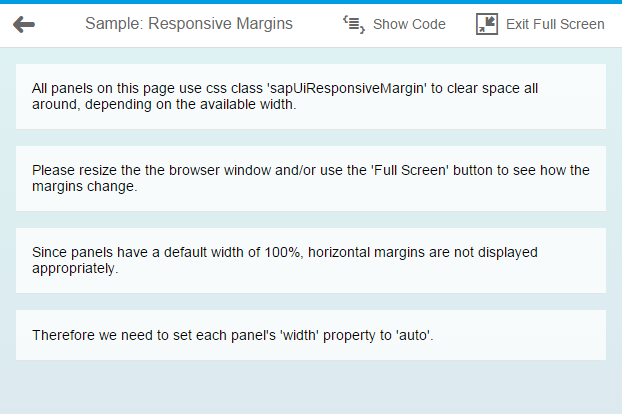 Sample: Responsive Margins Show Code Exit Full Screen
All panels on this page use css class 'sapUiResponsiveMargin' to clear space all
around, depending on the available width.
Please resize the the browser window and/or use the 'Full Screen' button to see how the
margins change.
Since panels have a default width of 100%, horizontal margins are not displayed
appropriately.
Therefore we need to set each panel's 'width' property to 'auto'.